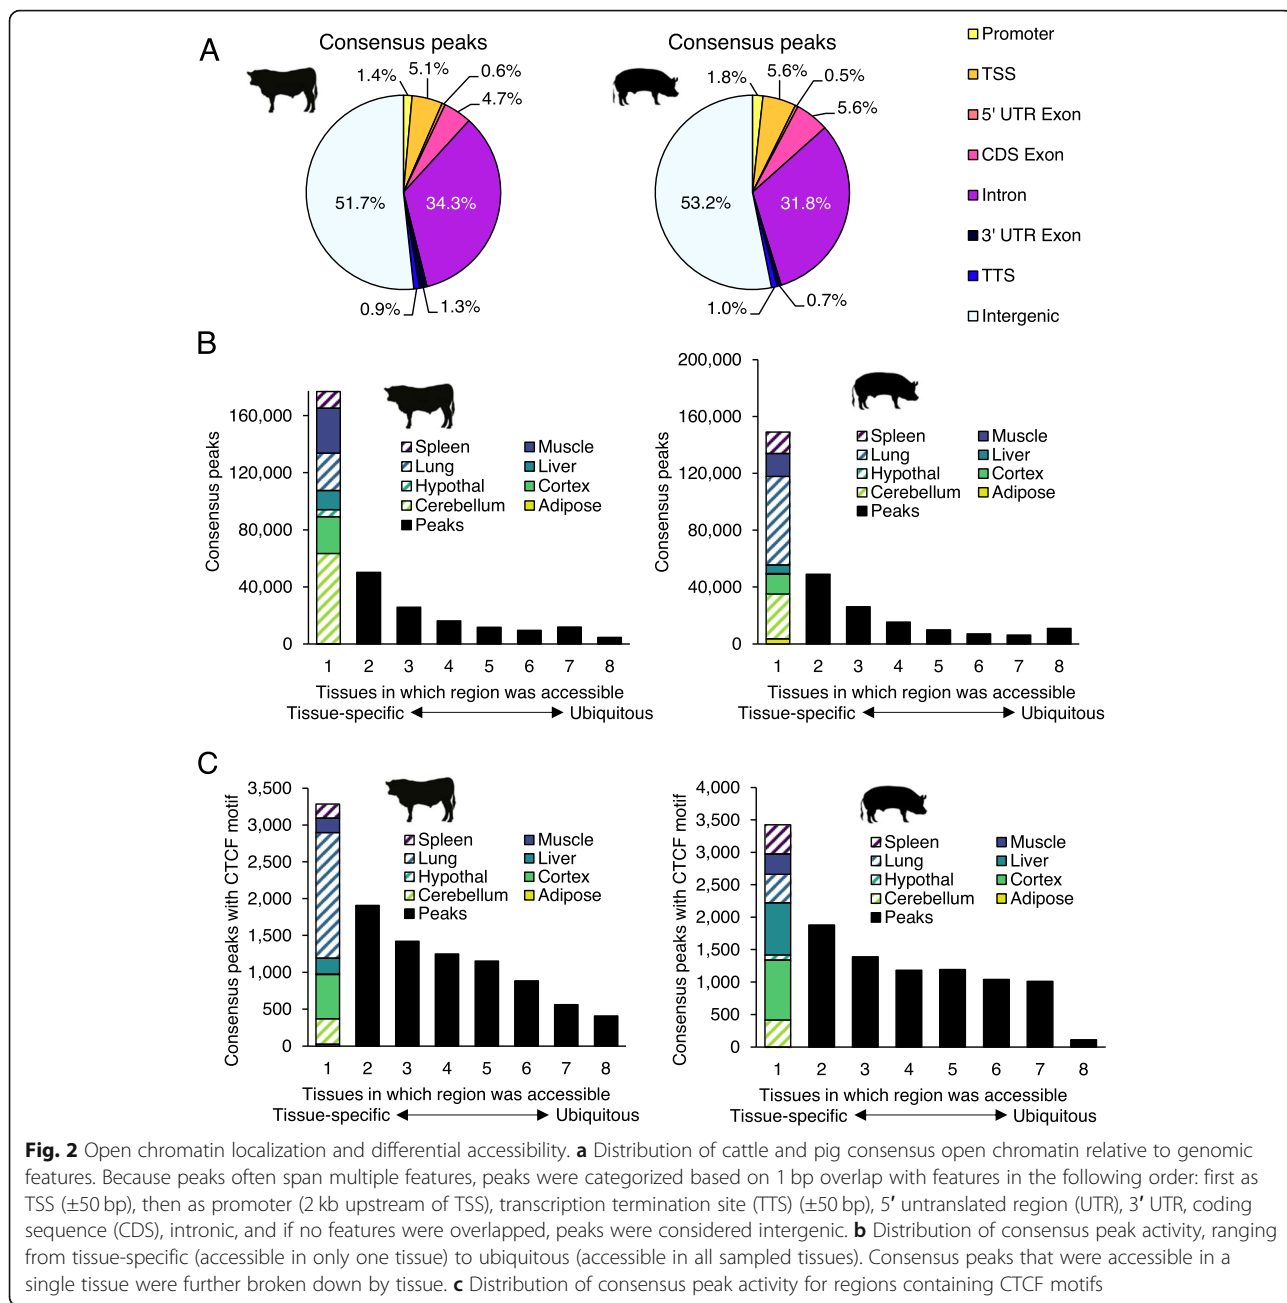 A
Consensus peaks
1.4%
5.1%
0.6%
4.7%
51.7%
34.3%
0.9%
1.3%
Consensus peaks
1.8%
5.6%
0.5%
5.6%
53.2%
31.8%
1.0%
0.7%
Promoter
TSS
5' UTR Exon
CDS Exon
Intron
3' UTR Exon
TTS
Intergenic
B
Consensus peaks
160,000
120,000
80,000
40,000
0
Spleen
Muscle
Lung
Liver
Hypothal
Cortex
Cerebellum
Adipose
Peaks
1 2 3 4 5 6 7 8
Tissues in which region was accessible
Tissue-specific
Ubiquitous
Consensus peaks
200,000
160,000
120,000
80,000
40,000
0
Spleen
Muscle
Lung
Liver
Hypothal
Cortex
Cerebellum
Adipose
Peaks
1 2 3 4 5 6 7 8
Tissues in which region was accessible
Tissue-specific
Ubiquitous
C
Consensus peaks with CTCF motif
3,500
3,000
2,500
2,000
1,500
1,000
500
0
Spleen
Muscle
Lung
Liver
Hypothal
Cortex
Cerebellum
Adipose
Peaks
1 2 3 4 5 6 7 8
Tissues in which region was accessible
Tissue-specific
Ubiquitous
Consensus peaks with CTCF motif
4,000
3,500
3,000
2,500
2,000
1,500
1,000
500
0
Spleen
Muscle
Lung
Liver
Hypothal
Cortex
Cerebellum
Adipose
Peaks
1 2 3 4 5 6 7 8
Tissues in which region was accessible
Tissue-specific
Ubiquitous
Fig. 2 Open chromatin localization and differential accessibility. a Distribution of cattle and pig consensus open chromatin relative to genomic
features. Because peaks often span multiple features, peaks were categorized based on 1 bp overlap with features in the following order: first as
TSS (±50 bp), then as promoter (2 kb upstream of TSS), transcription termination site (TTS) (±50 bp), 5′ untranslated region (UTR), 3′ UTR, coding
sequence (CDS), intronic, and if no features were overlapped, peaks were considered intergenic. b Distribution of consensus peak activity, ranging
from tissue-specific (accessible in only one tissue) to ubiquitous (accessible in all sampled tissues). Consensus peaks that were accessible in a
single tissue were further broken down by tissue. c Distribution of consensus peak activity for regions containing CTCF motifs